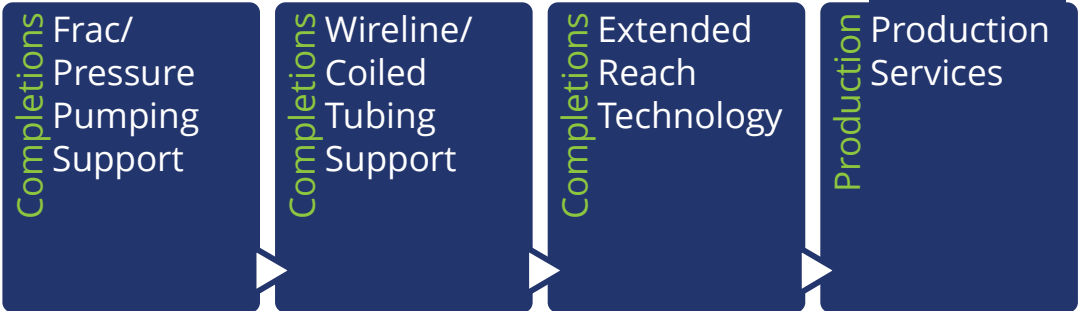 Completions
Frac/
Pressure
Pumping
Support
Completions
Wireline/
Coiled
Tubing
Support
Completions
Extended
Reach
Technology
Production
Production
Services